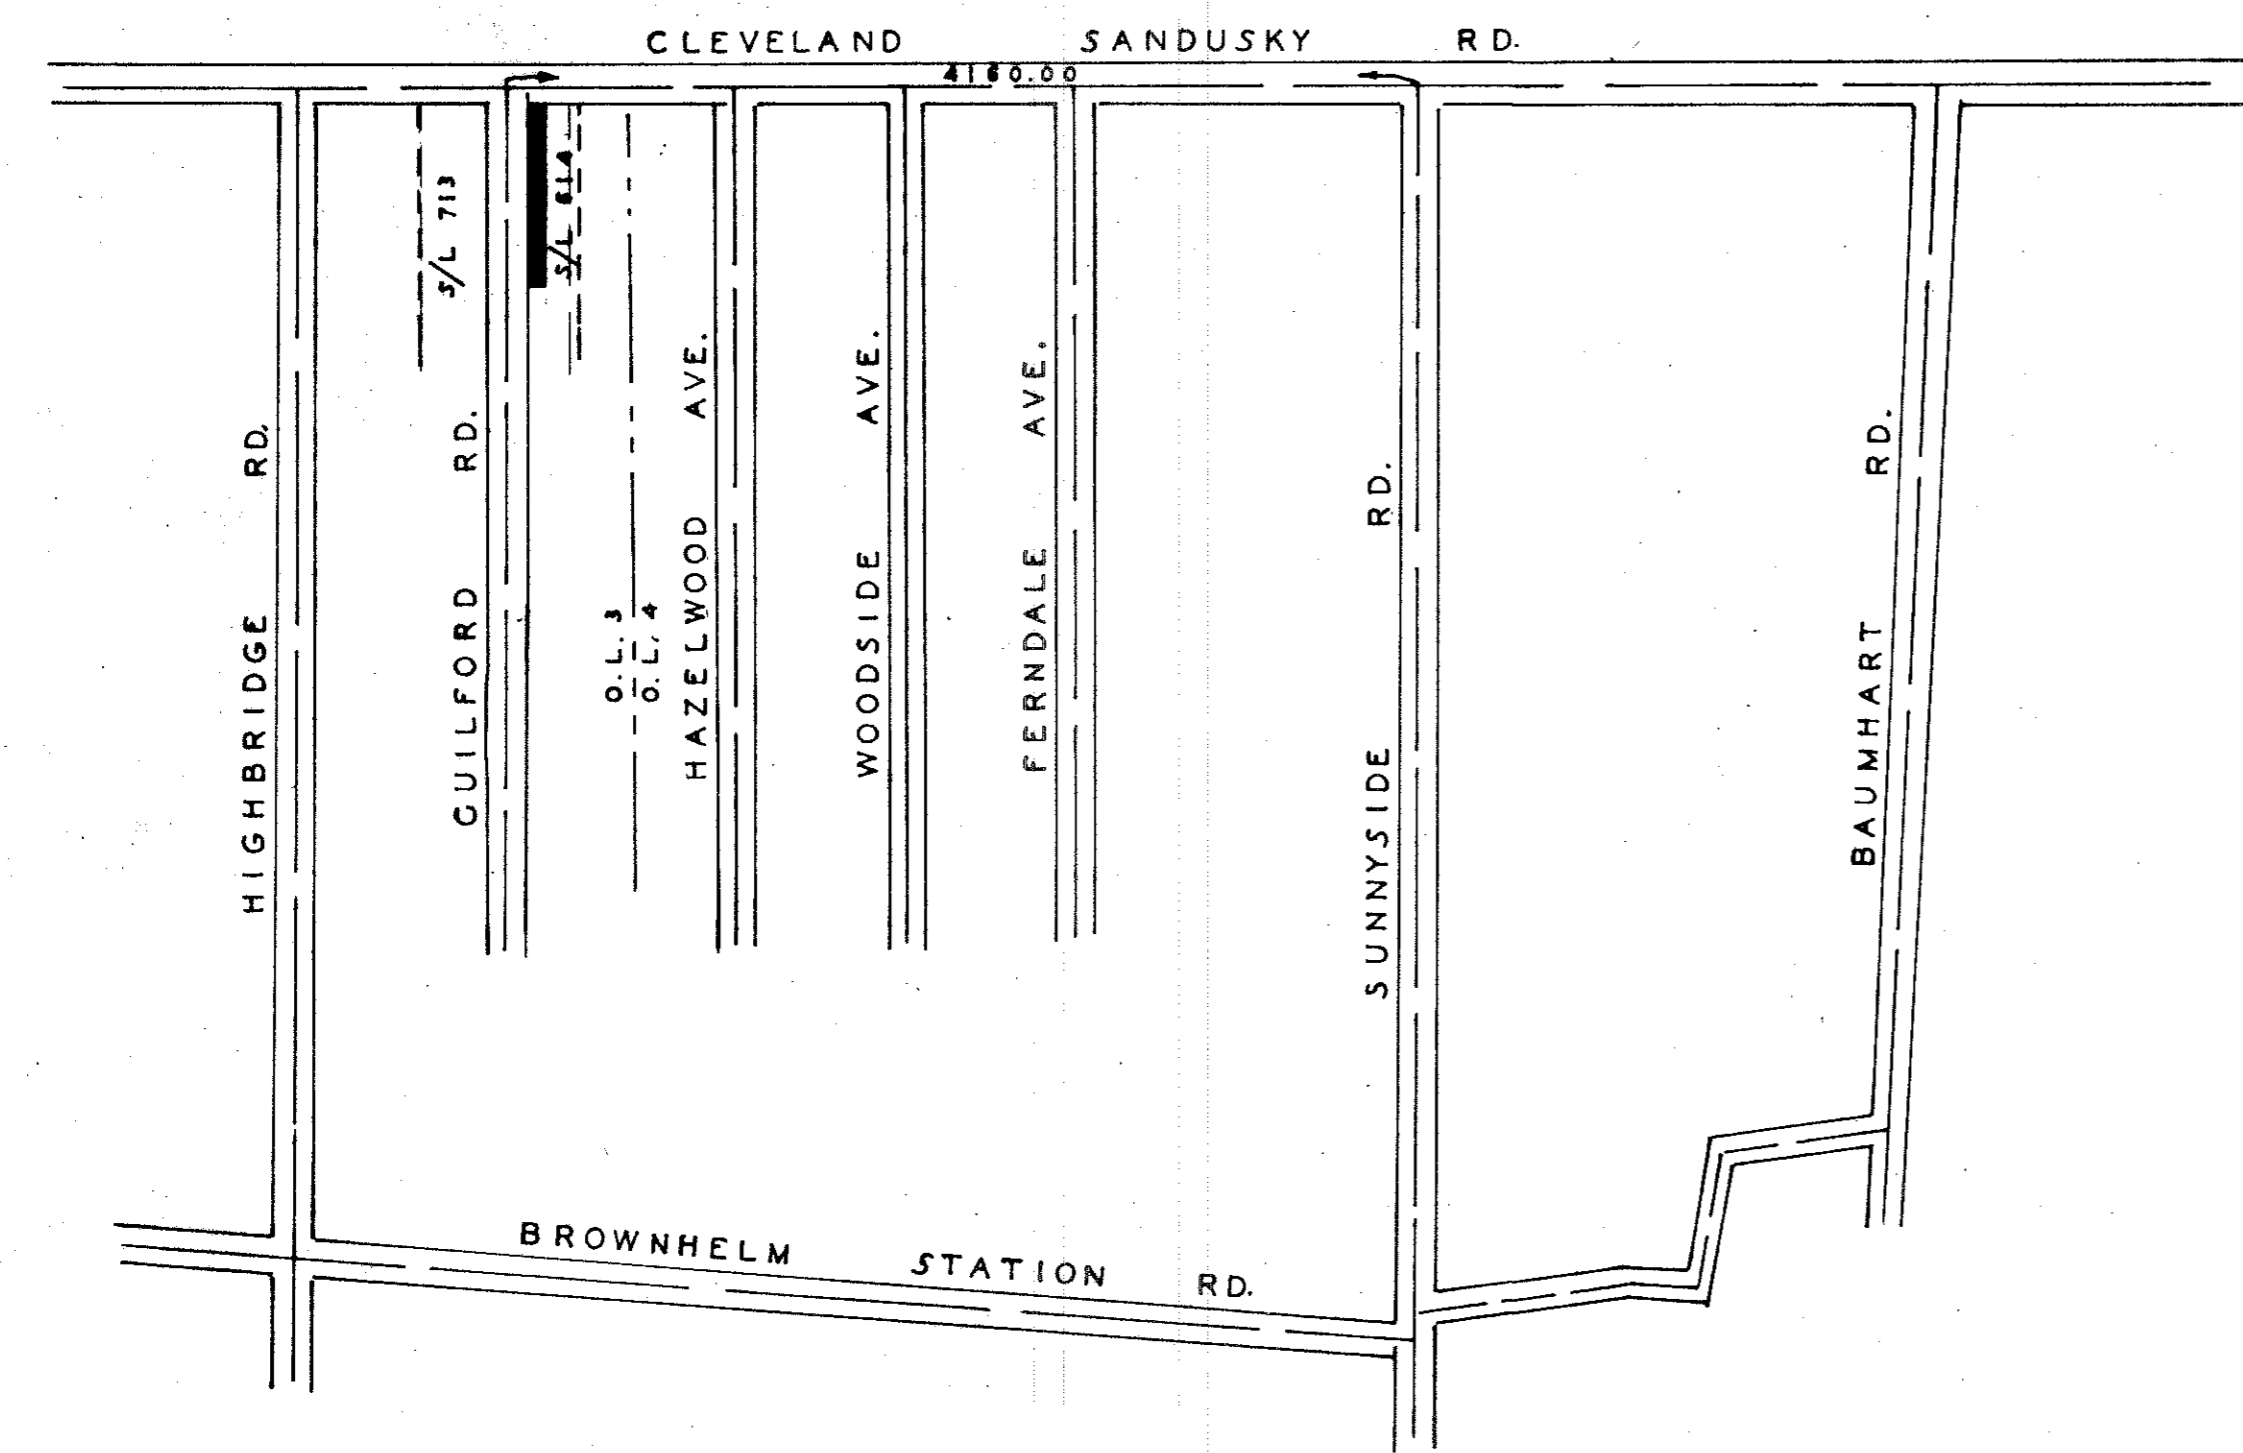 CLEVELAND SANDUSKY RD.
4160.00
S/L 713
S/L 614
HIGHBRIDGE RD.
GUILFORD RD.
O.L. 3
O.L. 4
HAZELWOOD AVE.
WOODSIDE AVE.
FERNDALE AVE.
SUNNYSIDE RD.
BAUMHART RD.
BROWNHELM STATION RD.